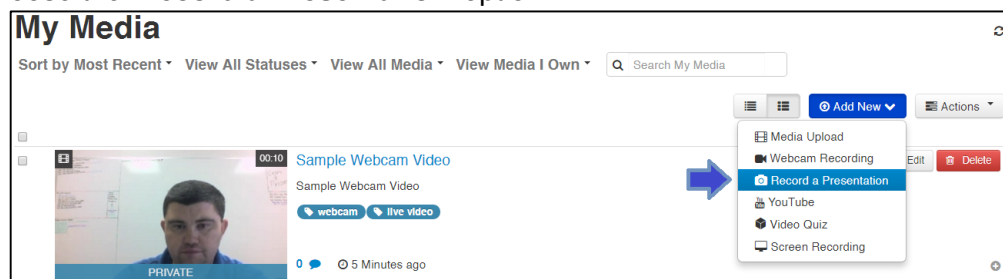 My Media
Sort by Most Recent View All Statuses View All Media View Media I Own Search My Media
Add New Actions
Media Upload
Webcam Recording
Record a Presentation
YouTube
Video Quiz
Screen Recording
Edit Delete
00:10
Sample Webcam Video
Sample Webcam Video
webcam live video
0 5 Minutes ago
PRIVATE